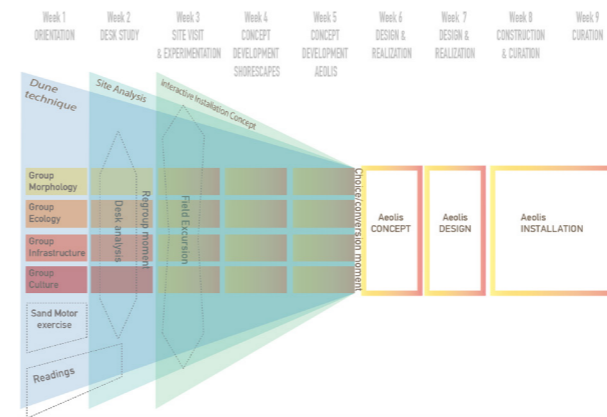 Week 1
ORIENTATION
Week 2
DESK STUDY
Week 3
SITE VISIT
& EXPERIMENTATION
Week 4
CONCEPT
DEVELOPMENT
SHORESCAPES
Week 5
CONCEPT
DEVELOPMENT
AEOLIS
Week 6
DESIGN &
REALIZATION
Week 7
DESIGN &
REALIZATION
Week 8
CONSTRUCTION
& CURATION
Week 9
CURATION
Dune
technique
Site Analysis
Interactive Installation Concept
Group
Morphology
Group
Ecology
Group
Infrastructure
Group
Culture
Desk analysis
Regroup moment
Field Excursion
Choice/conversion moment
Aeolis
CONCEPT
Aeolis
DESIGN
Aeolis
INSTALLATION
Sand Motor
exercise
Readings